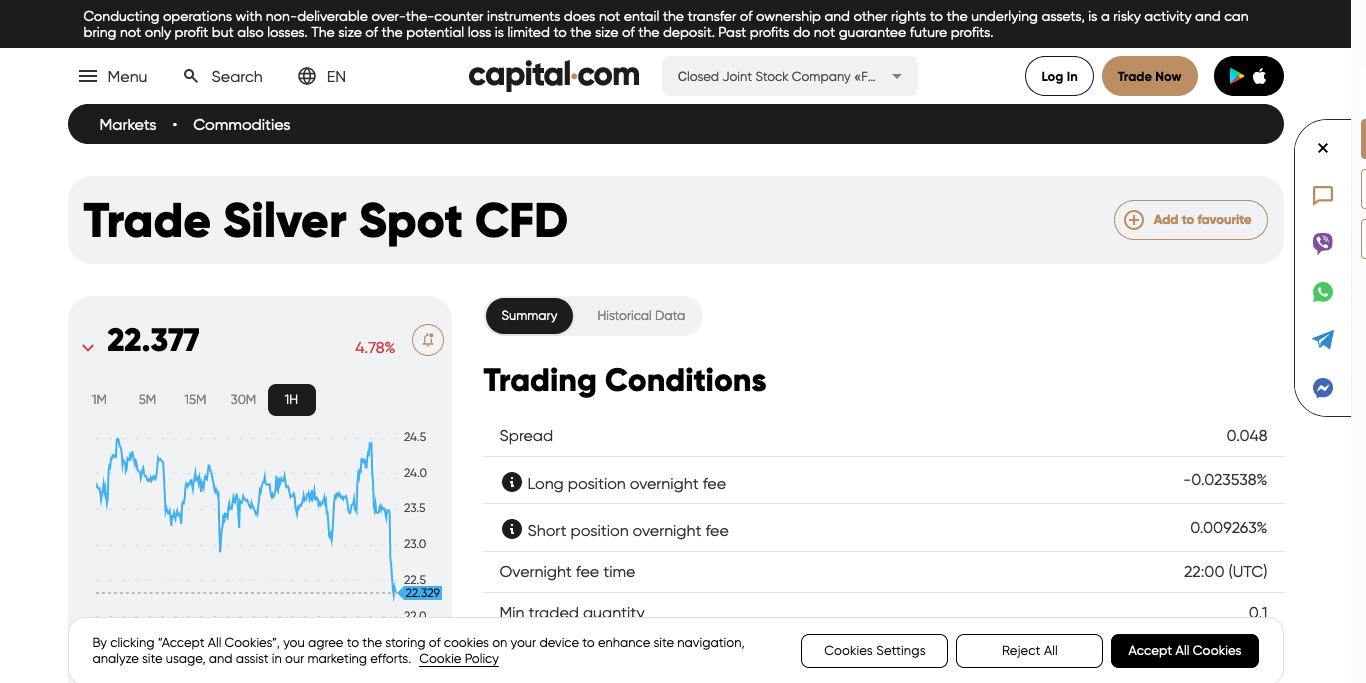 Conducting operations with non-deliverable over-the-counter instruments does not entail the transfer of ownership and other rights to the underlying assets, is a risky activity and can
bring not only profit but also losses. The size of the potential loss is limited to the size of the deposit. Past profits do not guarantee future profits.
Menu
Search
EN
capital.com
Closed Joint Stock Company «F...
Log In
Trade Now
Markets • Commodities
Trade Silver Spot CFD
Add to favourite
22.377
4.78%
1M
5M
15M
30M
1H
24.5
24.0
23.5
23.0
22.5
22.329
22.0
Summary
Historical Data
Trading Conditions
Spread 0.048
Long position overnight fee -0.023538%
Short position overnight fee 0.009263%
Overnight fee time 22:00 (UTC)
Min traded quantity 0.1
By clicking “Accept All Cookies”, you agree to the storing of cookies on your device to enhance site navigation,
analyze site usage, and assist in our marketing efforts. Cookie Policy
Cookies Settings
Reject All
Accept All Cookies